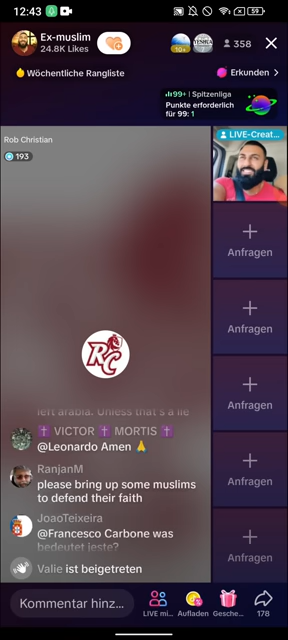 12:43
59
Ex-muslim
24.8K Likes
10+
358
Wöchentliche Rangliste
Erkunden >
99+ | Spitzenliga
Punkte erforderlich
für 99: 1
Rob Christian
193
LIVE-Creat...
Anfragen
Anfragen
Anfragen
Anfragen
Anfragen
RC
left arabia. Unless that's a lie
VICTOR MORTIS
@Leonardo Amen 🙏
RanjanM
please bring up some muslims
to defend their faith
JoaoTeixeira
@Francesco Carbone was
bedeutet jeste?
Valie ist beigetreten
Kommentar hinz...
LIVE mi...
Aufladen
Gesche...
178